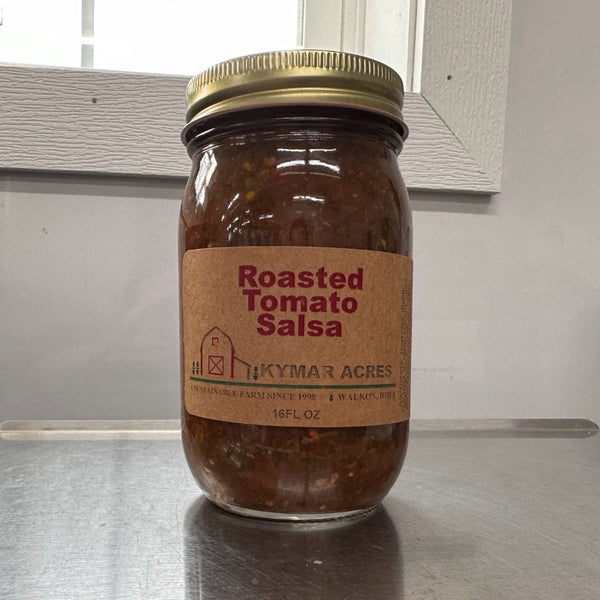 Roasted
Tomato
Salsa
KYMAR ACRES
A SUSTAINABLE FARM SINCE 1998 WAUKON, IOWA
16FL OZ